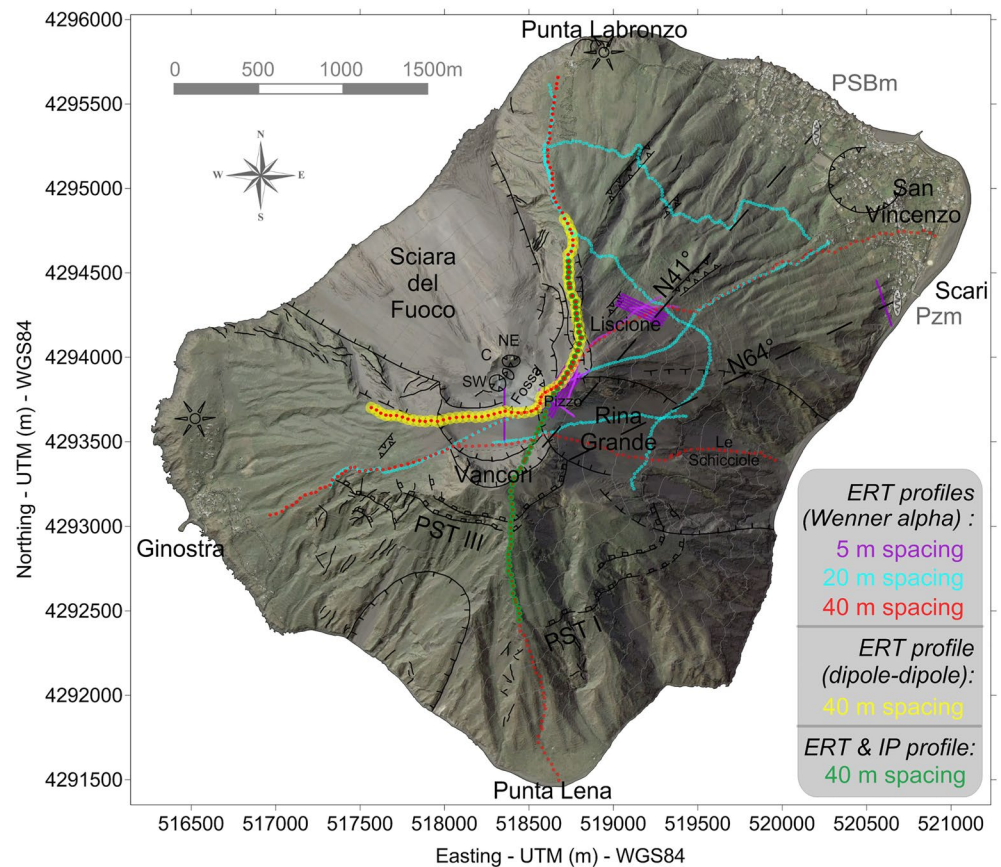 4296000
4295500
4295000
4294500
4294000
4293500
4293000
4292500
4292000
4291500
Northing - UTM (m) - WGS84
516500
517000
517500
518000
518500
519000
519500
520000
520500
521000
Easting - UTM (m) - WGS84
0
500
1000
1500m
N
W
E
S
Punta Labronzo
PSBm
San
Vincenzo
Scari
Pzm
Sciara
del
Fuoco
N41°
Liscione
NE
C
SW
Fossa
N64°
Pizzo
Rina
Grande
Le
Schicciole
Vancori
PST III
Ginostra
PST I
Punta Lena
ERT profiles
(Wenner alpha) :
5 m spacing
20 m spacing
40 m spacing
ERT profile
(dipole-dipole):
40 m spacing
ERT & IP profile:
40 m spacing